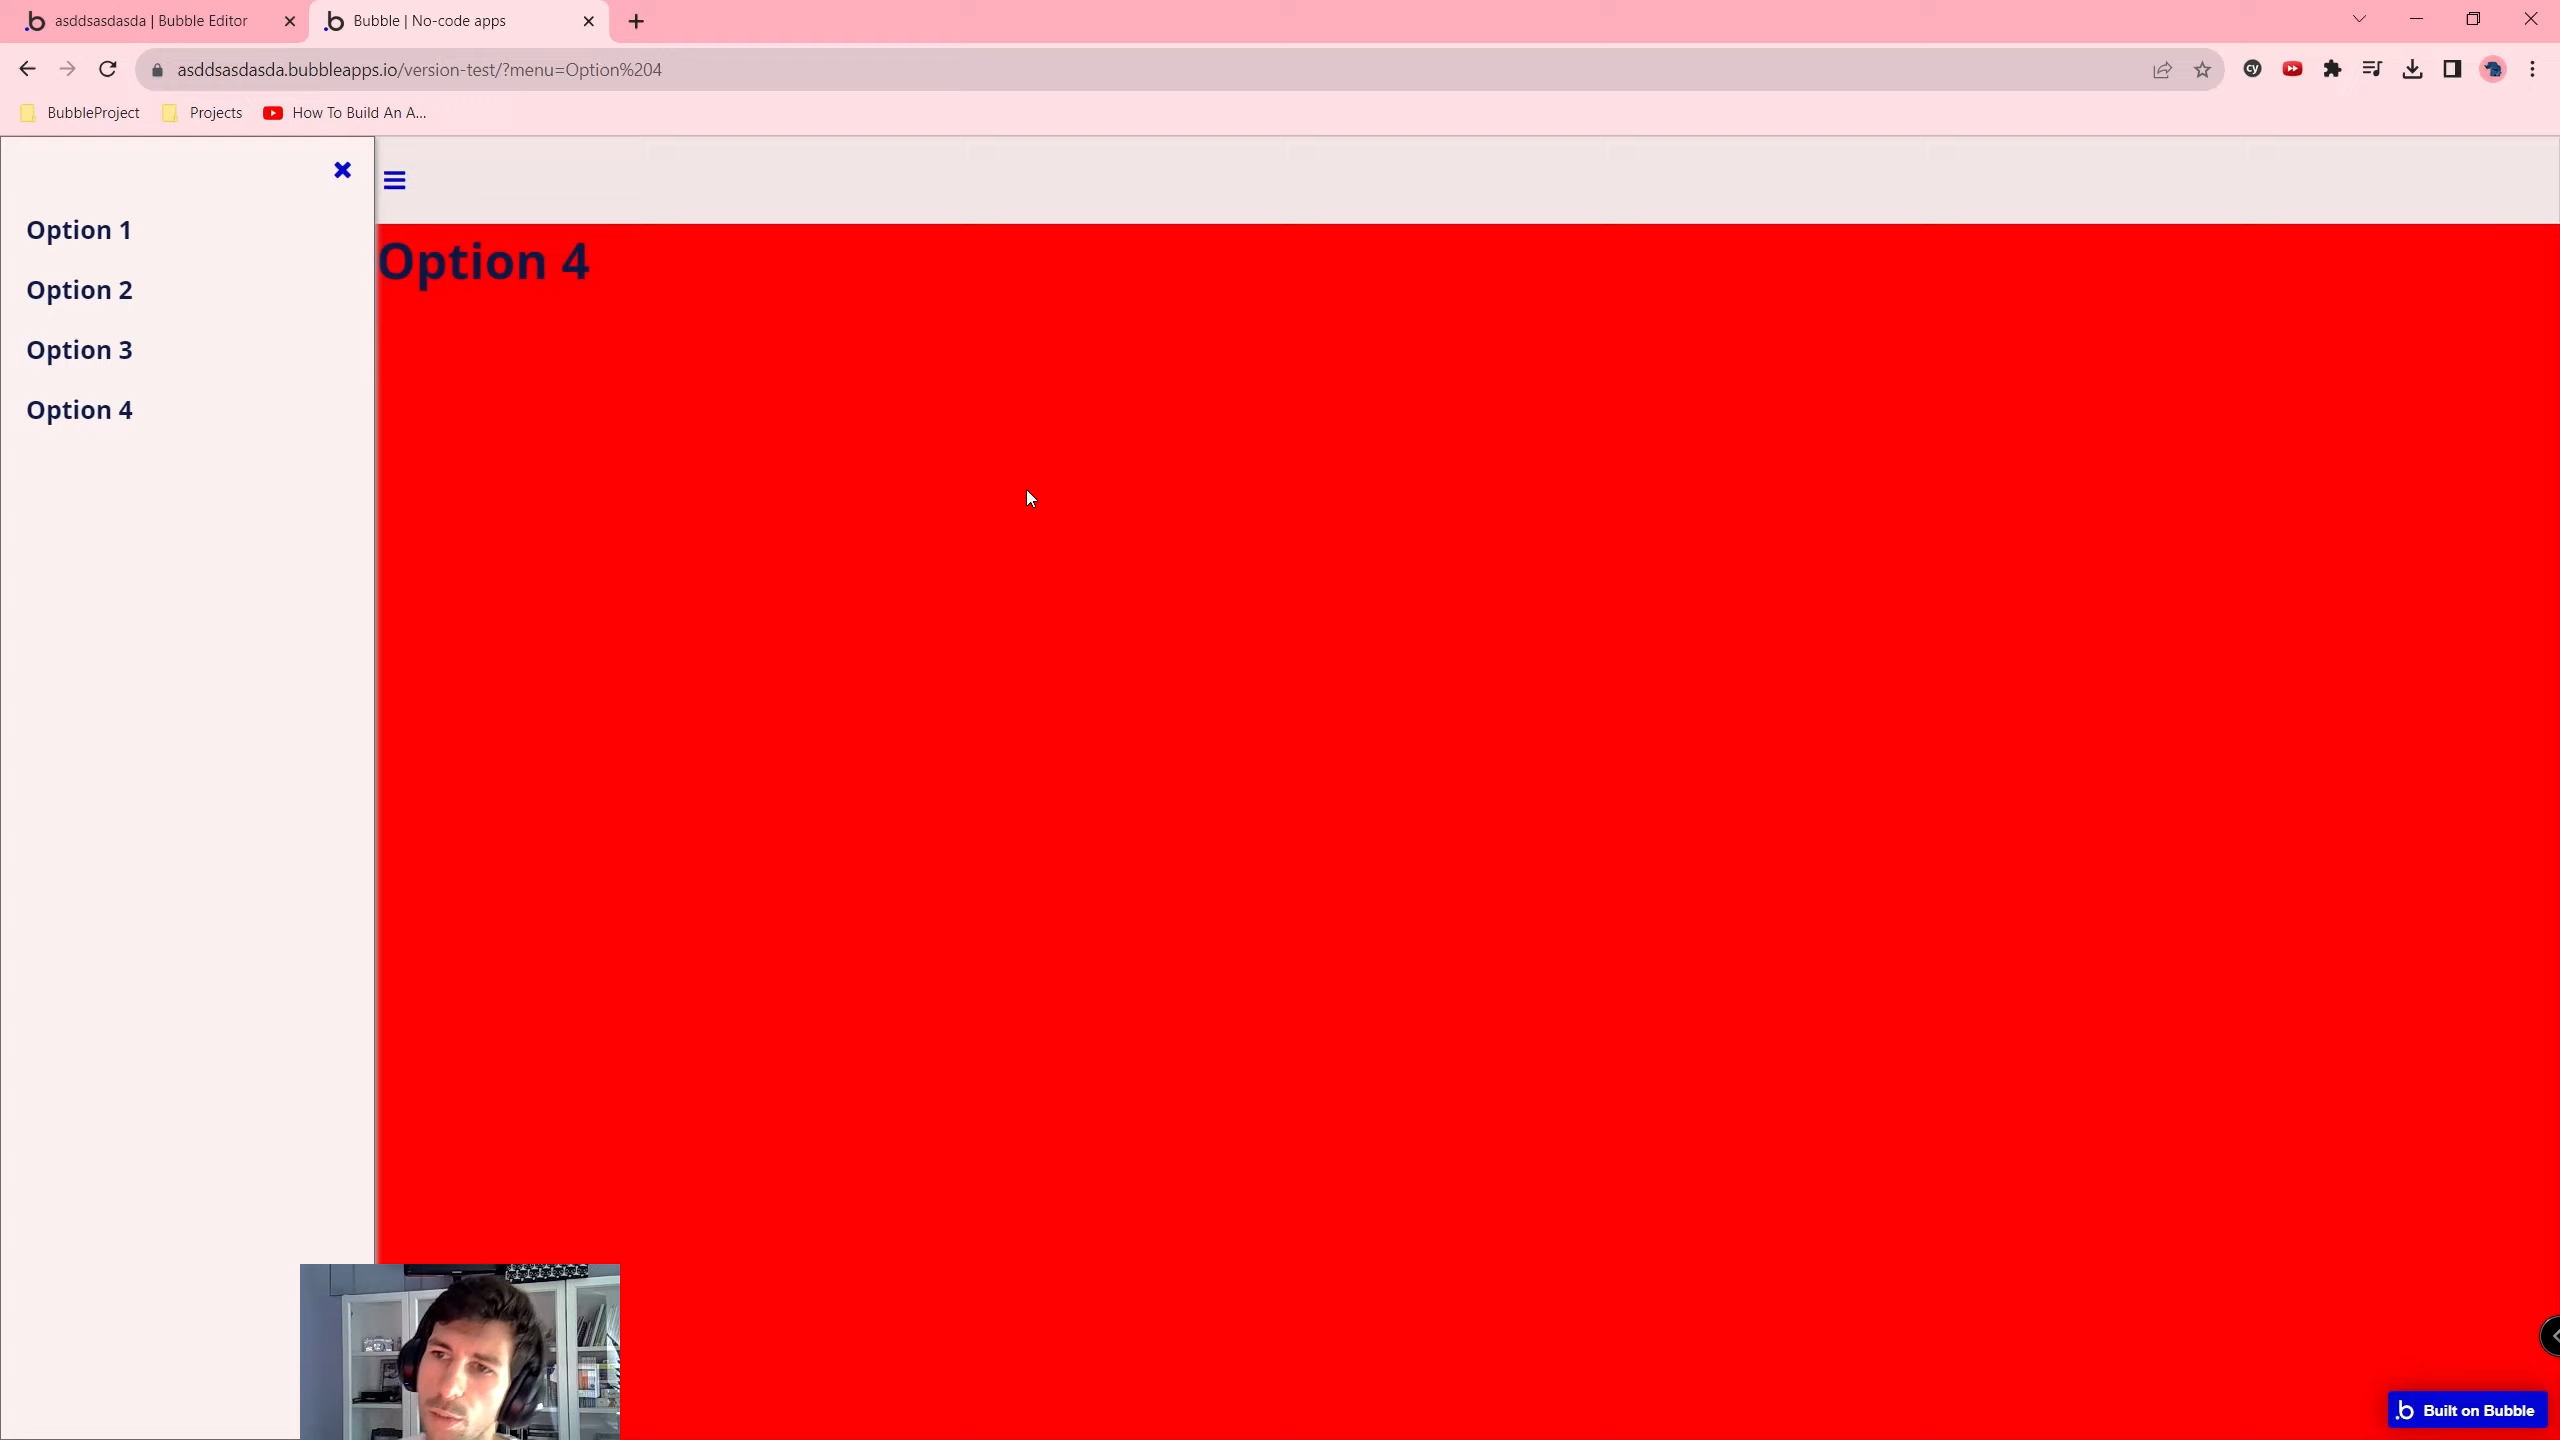 asddsasdasda | Bubble Editor
Bubble | No-code apps
asddsasdasda.bubbleapps.io/version-test/?menu=Option%204
BubbleProject
Projects
How To Build An A...
Option 1
Option 2
Option 3
Option 4
Option 4
Built on Bubble